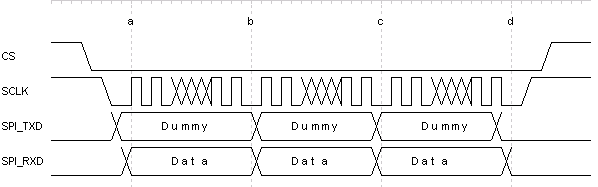 a b c d
CS
SCLK
SPI_TXD Dummy Dummy Dummy
SPI_RXD Data Data Data